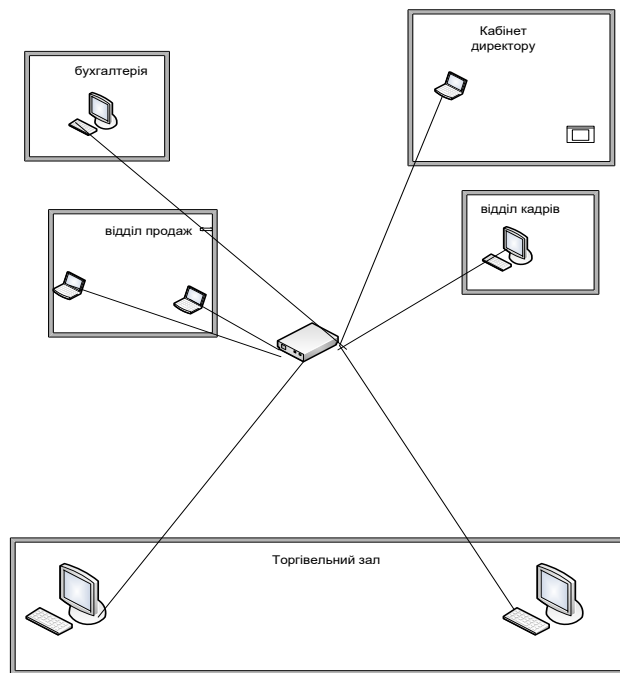 бухгалтерія
Кабінет
директору
відділ продаж
відділ кадрів
Торгівельний зал